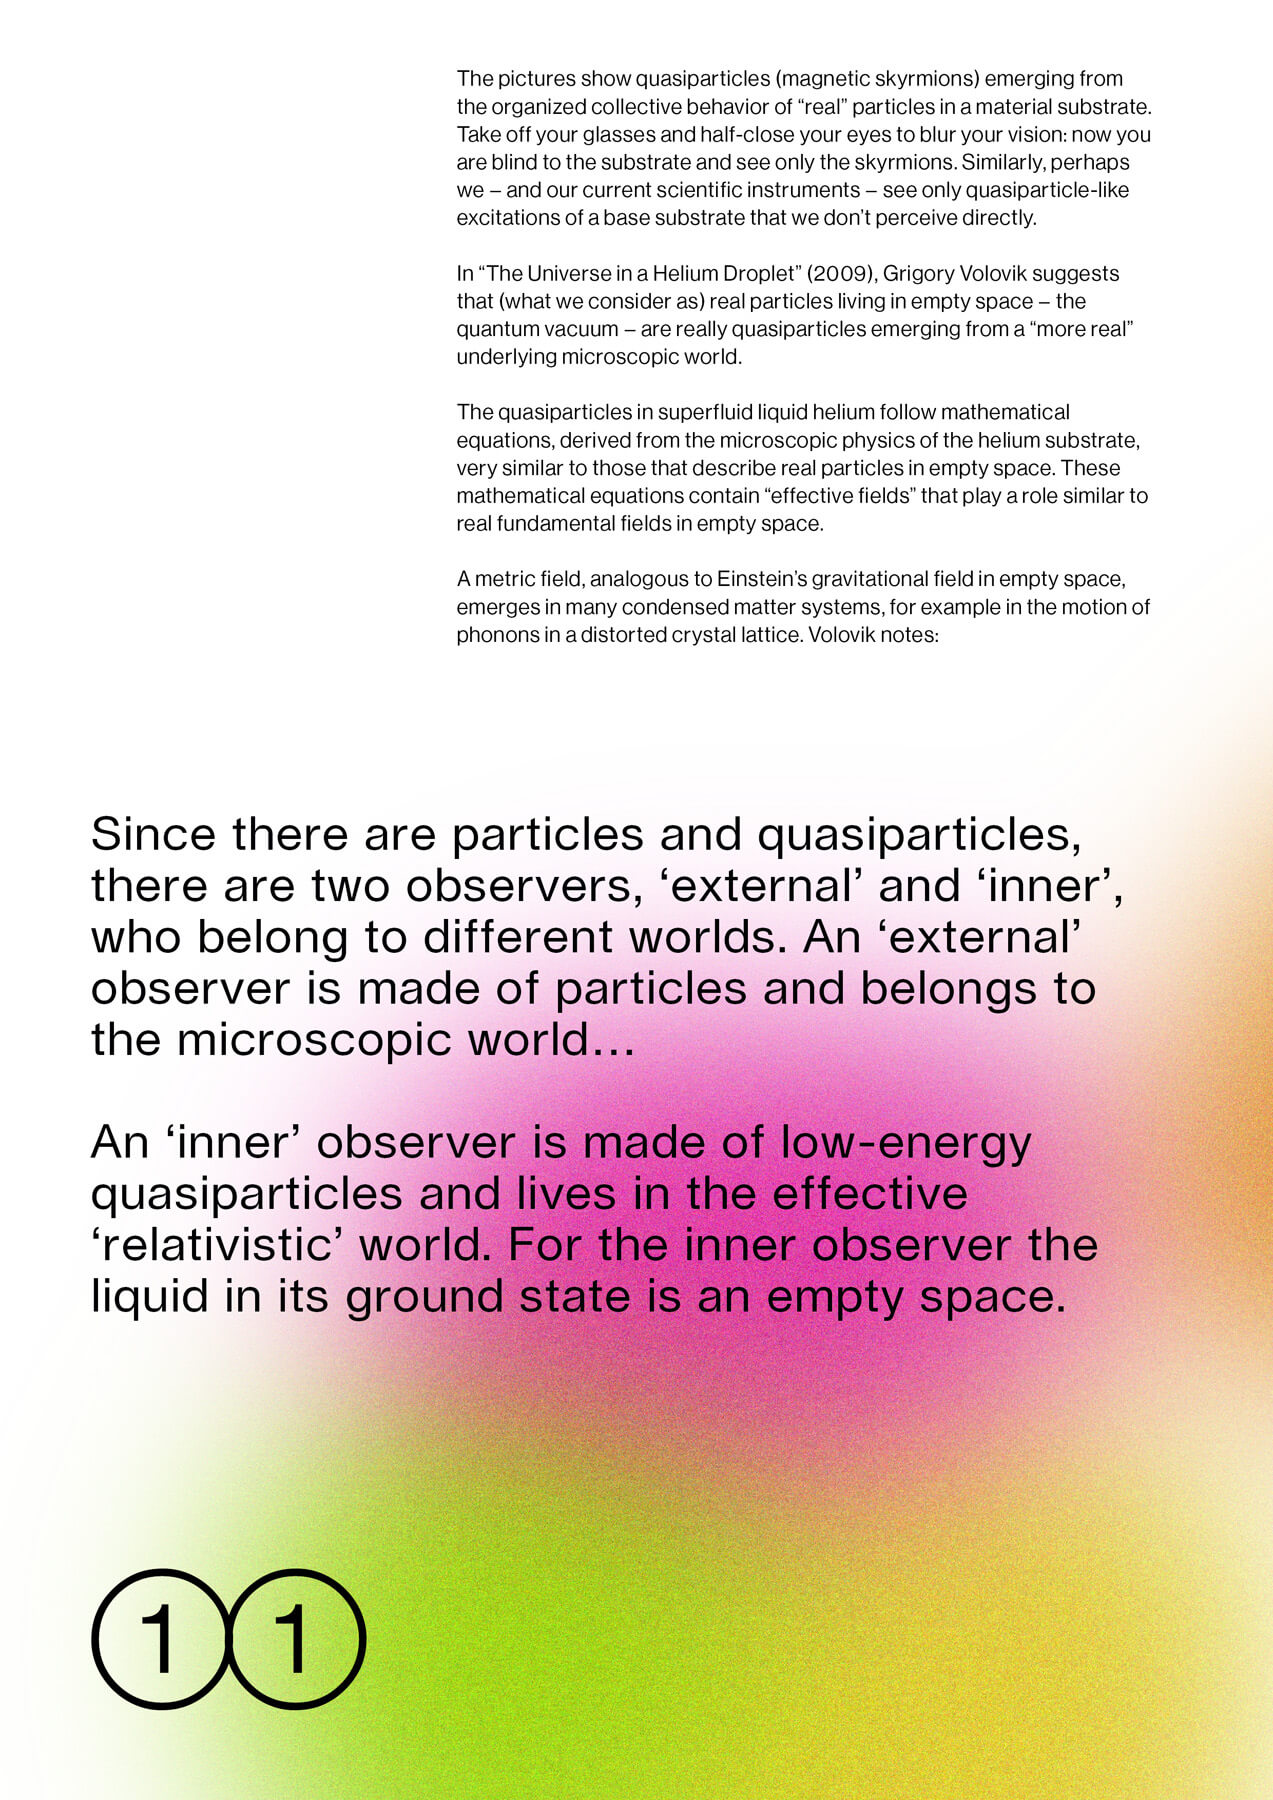 The pictures show quasiparticles (magnetic skyrmions) emerging from
the organized collective behavior of “real” particles in a material substrate.
Take off your glasses and half-close your eyes to blur your vision: now you
are blind to the substrate and see only the skyrmions. Similarly, perhaps
we – and our current scientific instruments – see only quasiparticle-like
excitations of a base substrate that we don’t perceive directly.
In “The Universe in a Helium Droplet” (2009), Grigory Volovik suggests
that (what we consider as) real particles living in empty space – the
quantum vacuum – are really quasiparticles emerging from a “more real”
underlying microscopic world.
The quasiparticles in superfluid liquid helium follow mathematical
equations, derived from the microscopic physics of the helium substrate,
very similar to those that describe real particles in empty space. These
mathematical equations contain “effective fields” that play a role similar to
real fundamental fields in empty space.
A metric field, analogous to Einstein’s gravitational field in empty space,
emerges in many condensed matter systems, for example in the motion of
phonons in a distorted crystal lattice. Volovik notes:
Since there are particles and quasiparticles,
there are two observers, ‘external’ and ‘inner’,
who belong to different worlds. An ‘external’
observer is made of particles and belongs to
the microscopic world...
An ‘inner’ observer is made of low-energy
quasiparticles and lives in the effective
‘relativistic’ world. For the inner observer the
liquid in its ground state is an empty space.
1 1